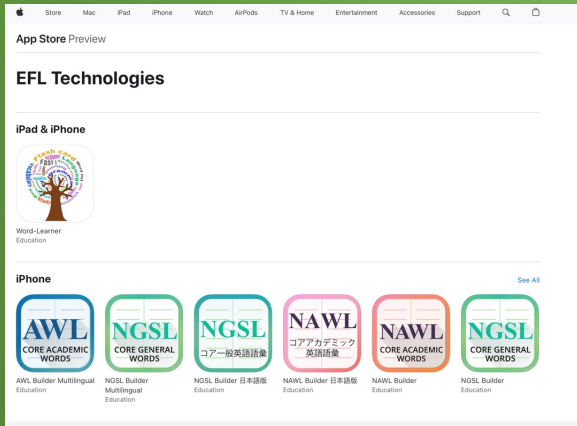 Store Mac iPad iPhone Watch AirPods TV & Home Entertainment Accessories Support
App Store Preview
EFL Technologies
iPad & iPhone
Word-Learner
Education
iPhone
See All
AWL
CORE ACADEMIC
WORDS
NGSL
CORE GENERAL
WORDS
NGSL
コア一般英語語彙
NAWL
コアアカデミック
英語語彙
NAWL
CORE ACADEMIC
WORDS
NGSL
CORE GENERAL
WORDS
AWL Builder Multilingual
Education
NGSL Builder
Multilingual
Education
NGSL Builder 日本語版
Education
NAWL Builder 日本語版
Education
NAWL Builder
Education
NGSL Builder
Education